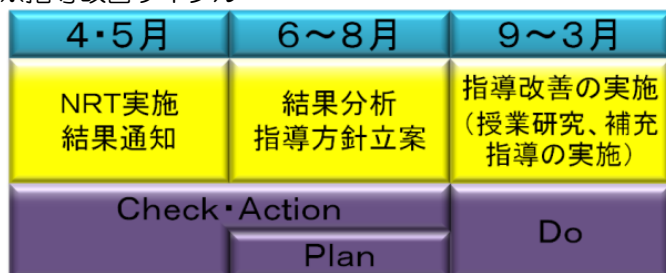 4・5月
6～8月
9～3月
NRT実施
結果通知
結果分析
指導方針立案
指導改善の実施
(授業研究、補充
指導の実施)
Check・Action
Plan
Do